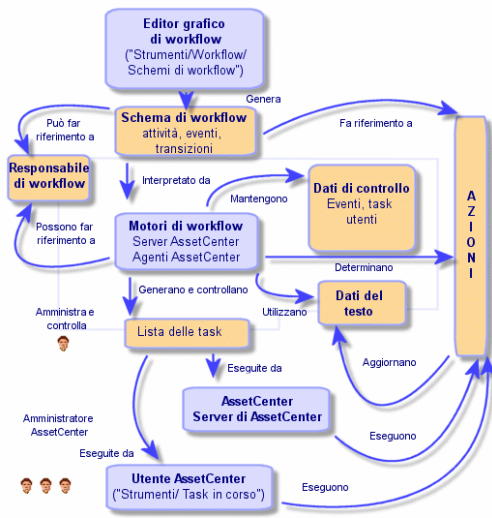 Editor grafico
di workflow
("Strumenti/Workflow/
Schemi di workflow")
Genera
Può far
riferimento a
Schema di workflow
attività, eventi,
transizioni
Fa riferimento a
Responsabile
di workflow
Interpretato da
Mantengono
Dati di controllo
Eventi, task
utenti
A
Z
I
O
N
I
Possono far
riferimento a
Motori di workflow
Server AssetCenter
Agenti AssetCenter
Determinano
Generano e controllano
Utilizzano
Dati del
testo
Amministra e
controlla
Lista delle task
Eseguite da
Aggiornano
AssetCenter
Server di AssetCenter
Amministratore
AssetCenter
Eseguono
Eseguite da
Utente AssetCenter
("Strumenti/ Task in corso")
Eseguono